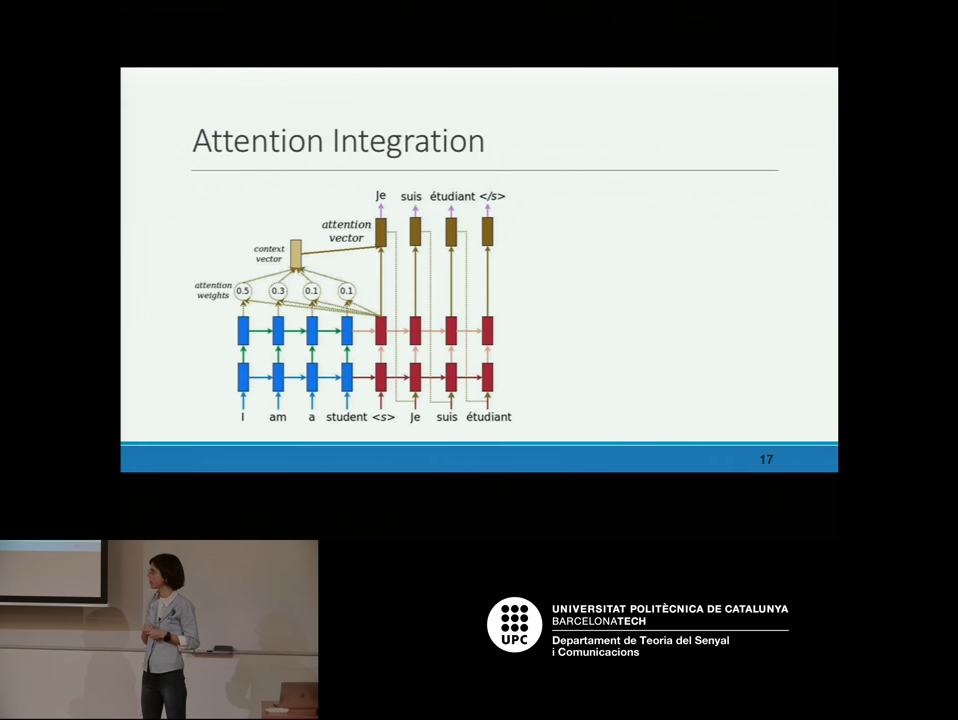 Attention Integration
Je suis étudiant </s>
attention
vector
context
vector
attention
weights
0.5 0.3 0.1 0.1
I am a student <s> Je suis étudiant
17
UPC
UNIVERSITAT POLITÈCNICA DE CATALUNYA
BARCELONATECH
Departament de Teoria del Senyal
i Comunicacions